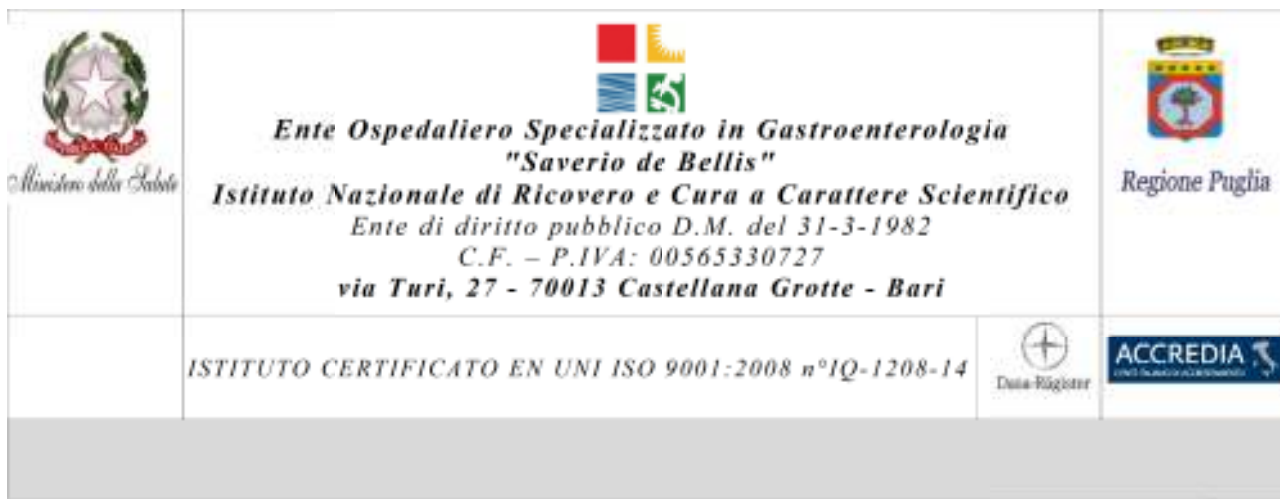 Ente Ospedaliero Specializzato in Gastroenterologia
"Saverio de Bellis"
Istituto Nazionale di Ricovero e Cura a Carattere Scientifico
Ente di diritto pubblico D.M. del 31-3-1982
C.F. – P.IVA: 00565330727
via Turi, 27 - 70013 Castellana Grotte - Bari
Ministero della Salute
Regione Puglia
ISTITUTO CERTIFICATO EN UNI ISO 9001:2008 n°IQ-1208-14
ACCREDIA